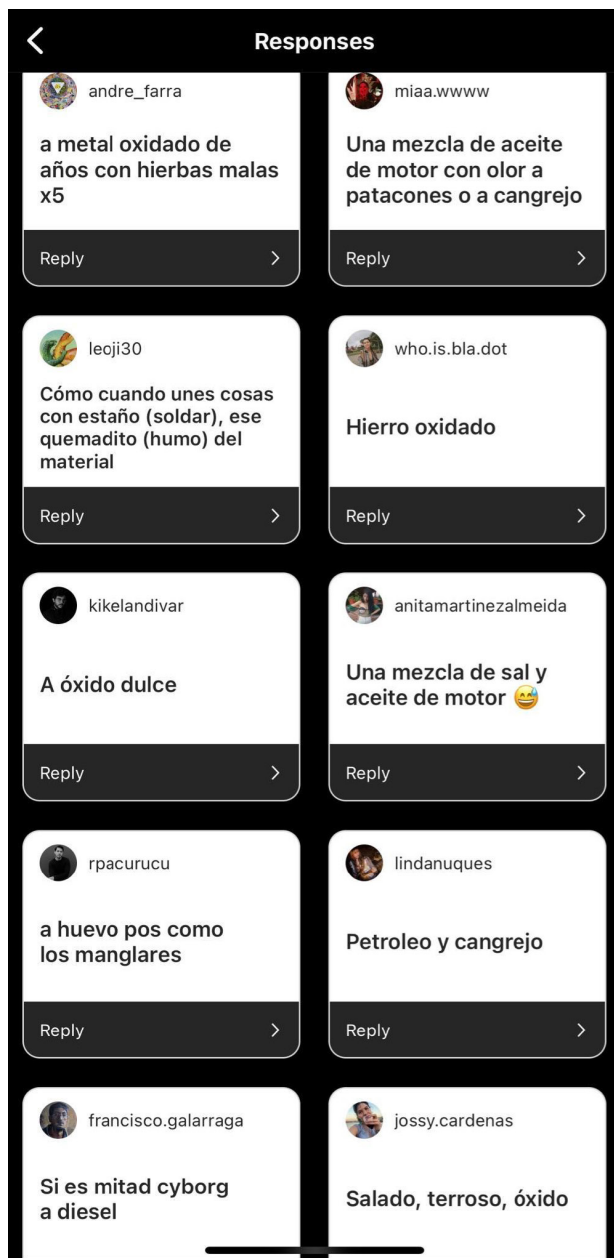 Responses
andre_farra
a metal oxidado de
años con hierbas malas
x5
Reply
miaa.wwww
Una mezcla de aceite
de motor con olor a
patacones o a cangrejo
Reply
leoji30
Cómo cuando unes cosas
con estaño (soldar), ese
quemadito (humo) del
material
Reply
who.is.bla.dot
Hierro oxidado
Reply
kikelandivar
A óxido dulce
Reply
anitamartinezalmeida
Una mezcla de sal y
aceite de motor 😅
Reply
rpacurucu
a huevo pos como
los manglares
Reply
lindanuques
Petroleo y cangrejo
Reply
francisco.galarraga
Si es mitad cyborg
a diesel
jossy.cardenas
Salado, terroso, óxido